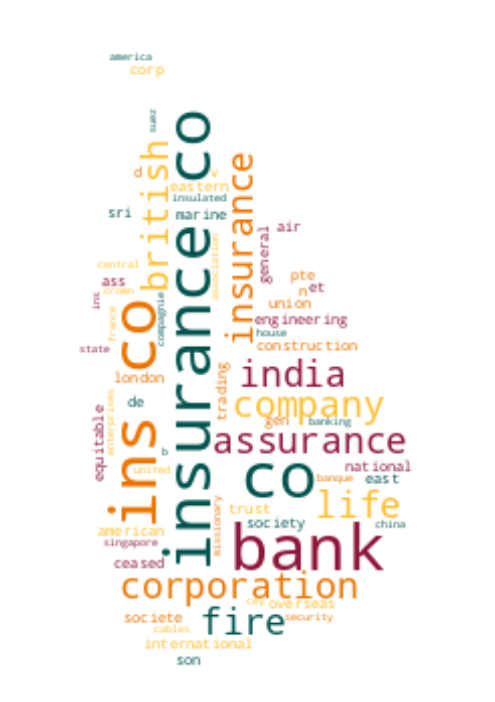 america
corp
suez
insurance co
british
d
v
eastern
insulated
sri
marine
insurance
air
general
association
central
ass
crown
ins
compagnie
pte
n
et
union
engineering
france
house
construction
state
ins co
london
trading
india
company
de
enterprises
equitable
gen
banking
assurance
b
united
co
national
banque
east
life
missionary
trust
society
china
american
singapore
bank
ceased
corporation
cey
overseas
societe
fire
security
cables
international
son